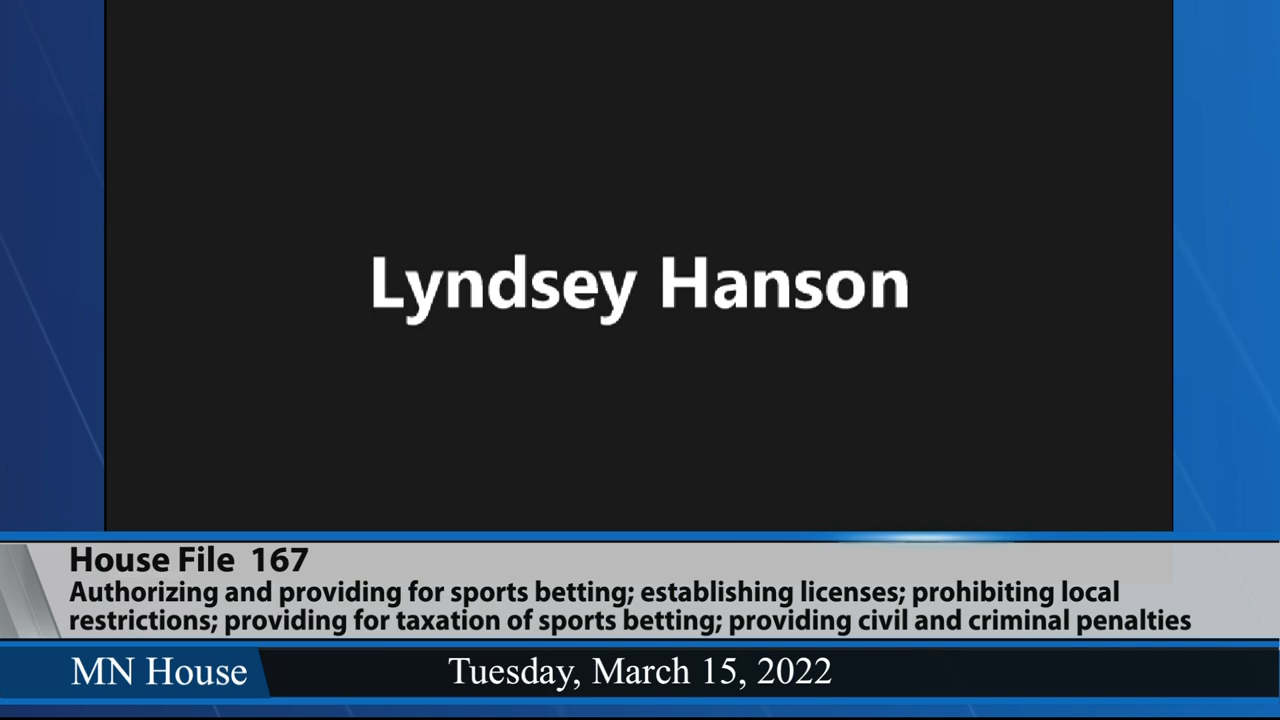 Lyndsey Hanson
House File 167
Authorizing and providing for sports betting; establishing licenses; prohibiting local
restrictions; providing for taxation of sports betting; providing civil and criminal penalties
MN House
Tuesday, March 15, 2022